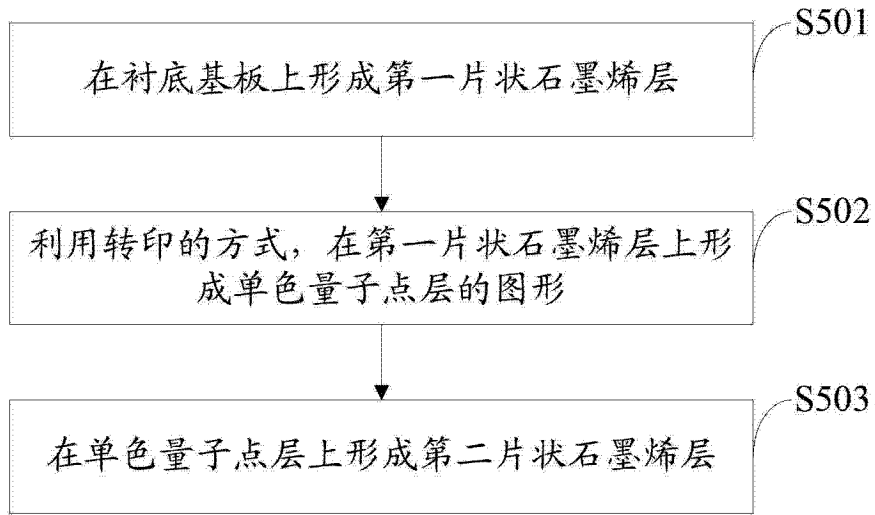 S501
在衬底基板上形成第一片状石墨烯层
S502
利用转印的方式，在第一片状石墨烯层上形
成单色量子点层的图形
S503
在单色量子点层上形成第二片状石墨烯层